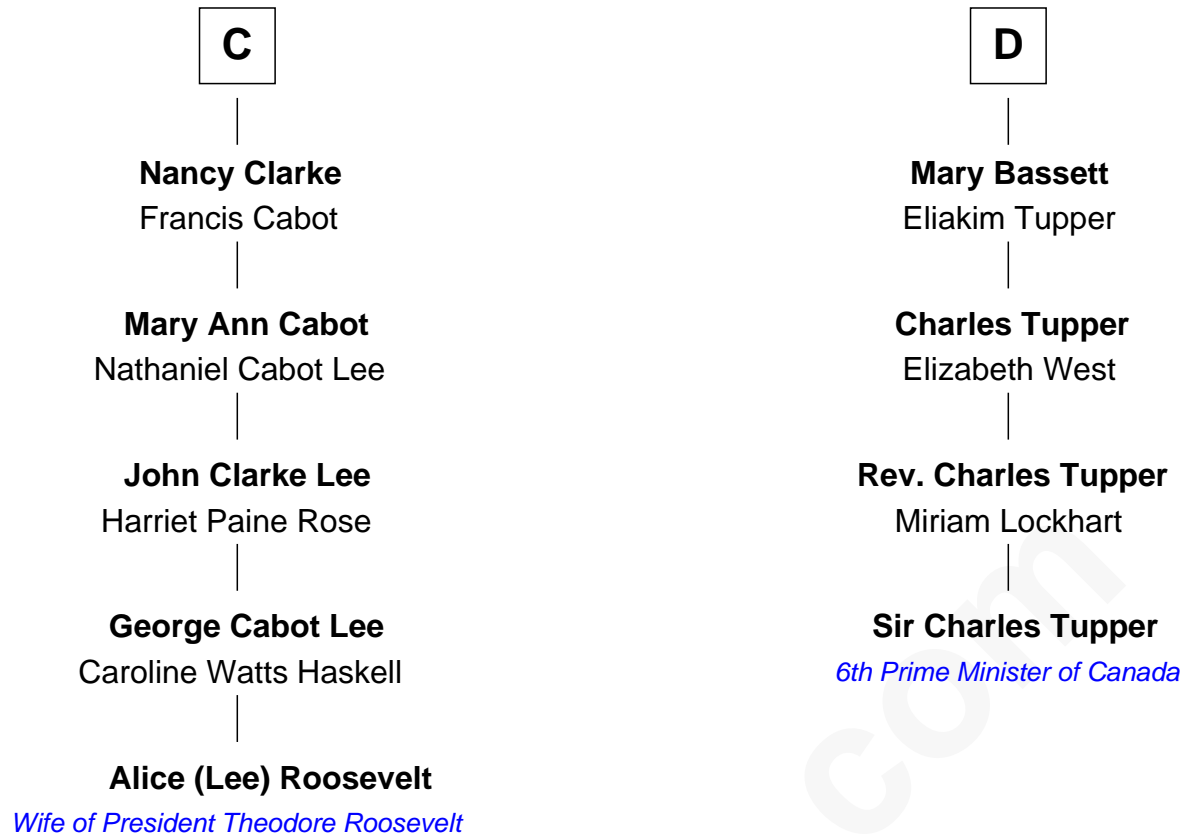 C
Nancy Clarke
Francis Cabot
Mary Ann Cabot
Nathaniel Cabot Lee
John Clarke Lee
Harriet Paine Rose
George Cabot Lee
Caroline Watts Haskell
Alice (Lee) Roosevelt
Wife of President Theodore Roosevelt
D
Mary Bassett
Eliakim Tupper
Charles Tupper
Elizabeth West
Rev. Charles Tupper
Miriam Lockhart
Sir Charles Tupper
6th Prime Minister of Canada
com